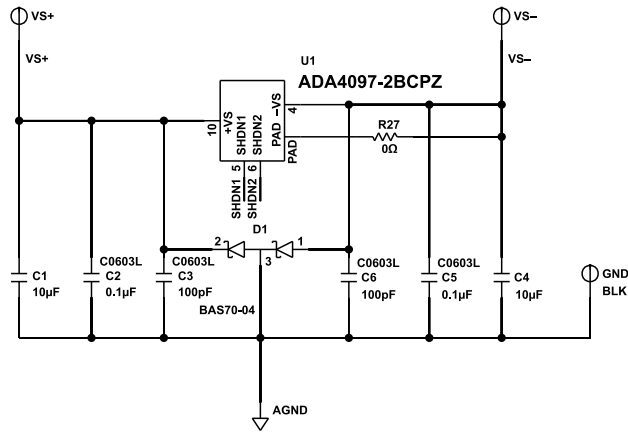 VS+
VS–
VS+
VS–
U1
ADA4097-2BCPZ
10
+VS
SHDN1
SHDN2
–VS
PAD
4
PAD
5
6
SHDN1
SHDN2
R27
0Ω
D1
2
1
3
BAS70-04
C1
10µF
C0603L
C2
0.1µF
C0603L
C3
100pF
C0603L
C6
100pF
C0603L
C5
0.1µF
C4
10µF
GND
BLK
AGND